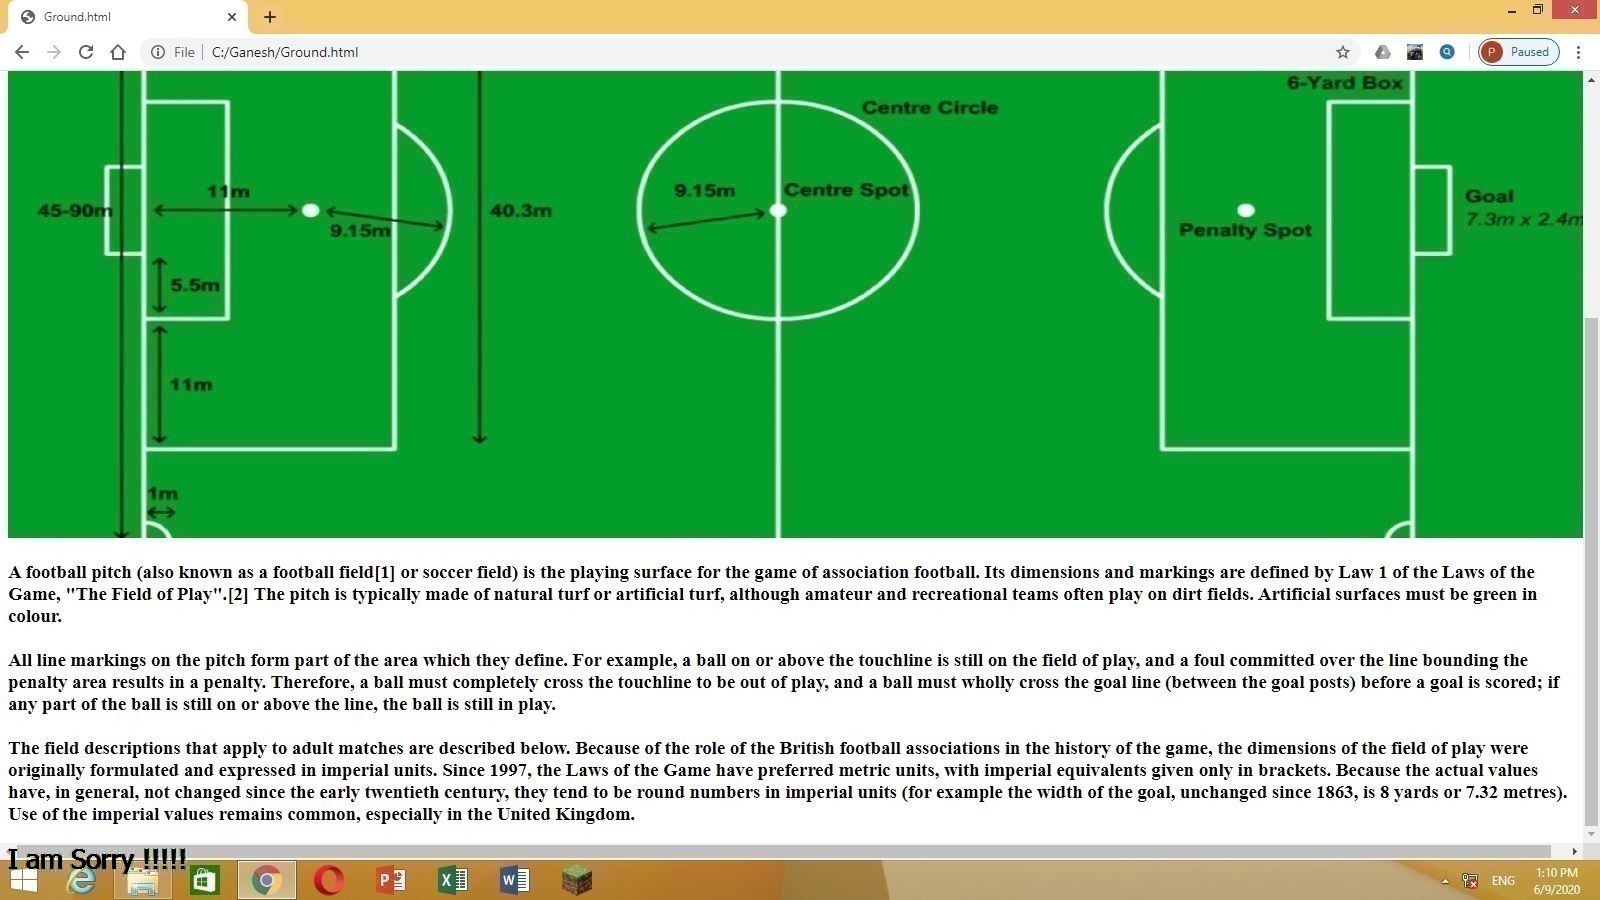 Ground.html
File
C:/Ganesh/Ground.html
P Paused
6-Yard Box
Centre Circle
11m
9.15m
Centre Spot
Goal
45-90m
40.3m
7.3m x 2.4m
9.15m
Penalty Spot
5.5m
11m
1m
A football pitch (also known as a football field[1] or soccer field) is the playing surface for the game of association football. Its dimensions and markings are defined by Law 1 of the Laws of the
Game, "The Field of Play".[2] The pitch is typically made of natural turf or artificial turf, although amateur and recreational teams often play on dirt fields. Artificial surfaces must be green in
colour.
All line markings on the pitch form part of the area which they define. For example, a ball on or above the touchline is still on the field of play, and a foul committed over the line bounding the
penalty area results in a penalty. Therefore, a ball must completely cross the touchline to be out of play, and a ball must wholly cross the goal line (between the goal posts) before a goal is scored; if
any part of the ball is still on or above the line, the ball is still in play.
The field descriptions that apply to adult matches are described below. Because of the role of the British football associations in the history of the game, the dimensions of the field of play were
originally formulated and expressed in imperial units. Since 1997, the Laws of the Game have preferred metric units, with imperial equivalents given only in brackets. Because the actual values
have, in general, not changed since the early twentieth century, they tend to be round numbers in imperial units (for example the width of the goal, unchanged since 1863, is 8 yards or 7.32 metres).
Use of the imperial values remains common, especially in the United Kingdom.
I am Sorry !!!!!
ENG
1:10 PM
6/9/2020